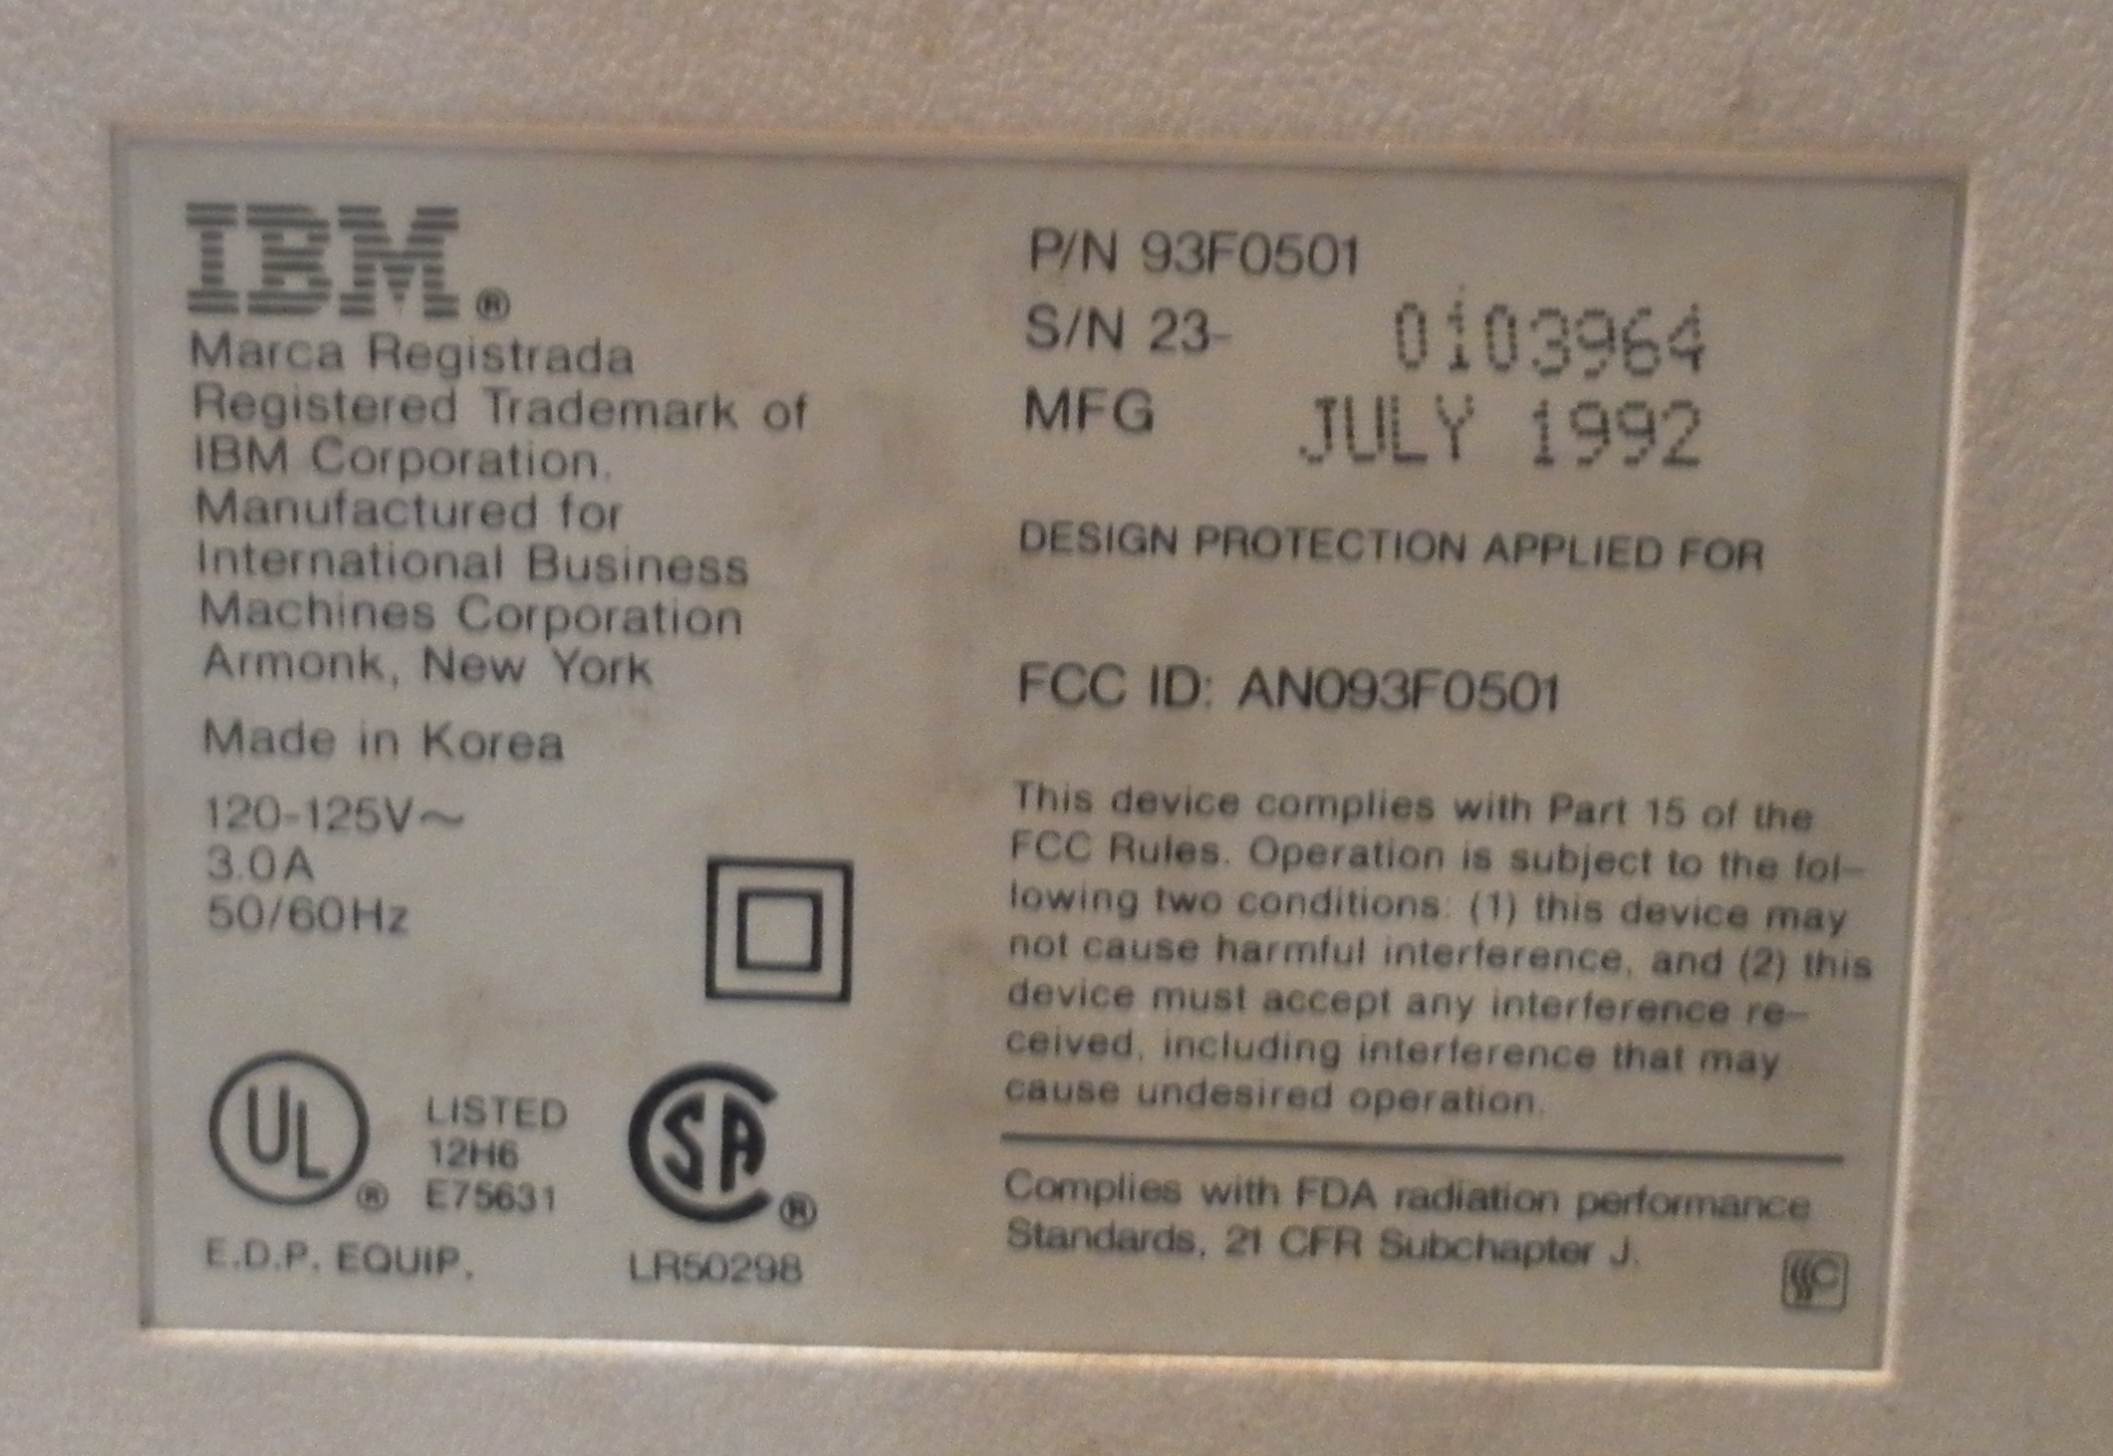 IBM®
Marca Registrada
Registered Trademark of
IBM Corporation.
Manufactured for
International Business
Machines Corporation
Armonk, New York
Made in Korea
120-125V~
3.0A
50/60Hz
UL®
LISTED
12H6
E75631
E.D.P. EQUIP.
SA®
LR50298
P/N 93F0501
S/N 23- 0103964
MFG JULY 1992
DESIGN PROTECTION APPLIED FOR
FCC ID: ANO93F0501
This device complies with Part 15 of the
FCC Rules. Operation is subject to the fol-
lowing two conditions: (1) this device may
not cause harmful interference, and (2) this
device must accept any interference re-
ceived, including interference that may
cause undesired operation.
Complies with FDA radiation performance
Standards, 21 CFR Subchapter J.